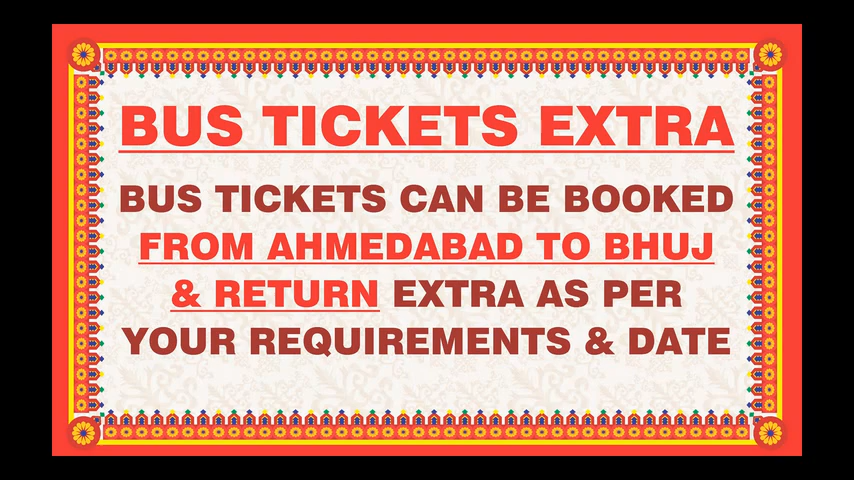 BUS TICKETS EXTRA
BUS TICKETS CAN BE BOOKED
FROM AHMEDABAD TO BHUJ
& RETURN EXTRA AS PER
YOUR REQUIREMENTS & DATE